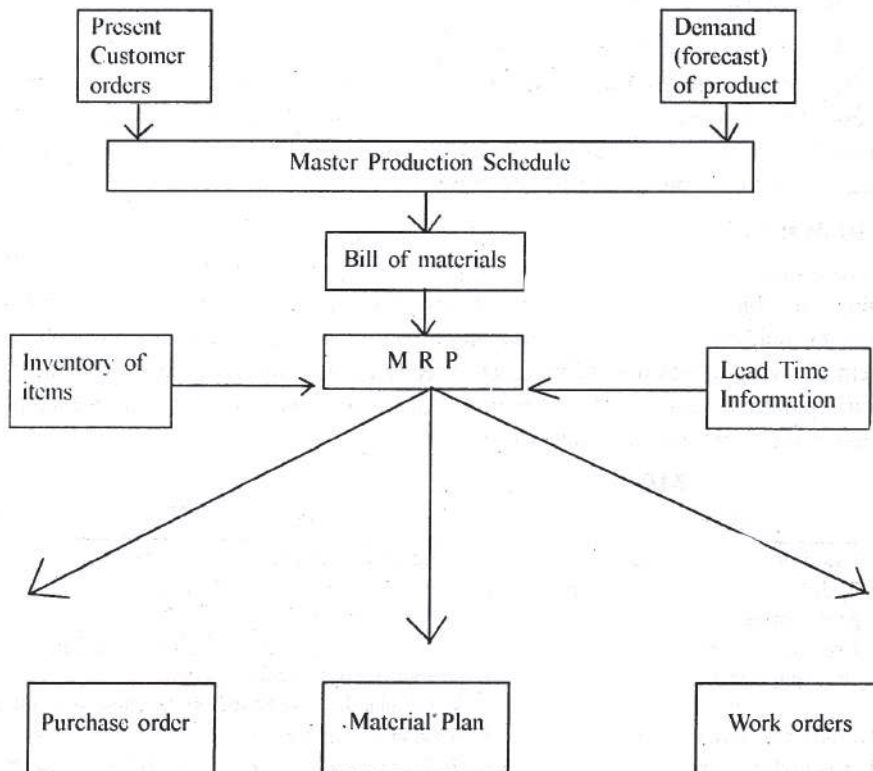 Present
Customer
orders
Demand
(forecast)
of product
Master Production Schedule
Bill of materials
M R P
Inventory of
items
Lead Time
Information
Purchase order
Material Plan
Work orders